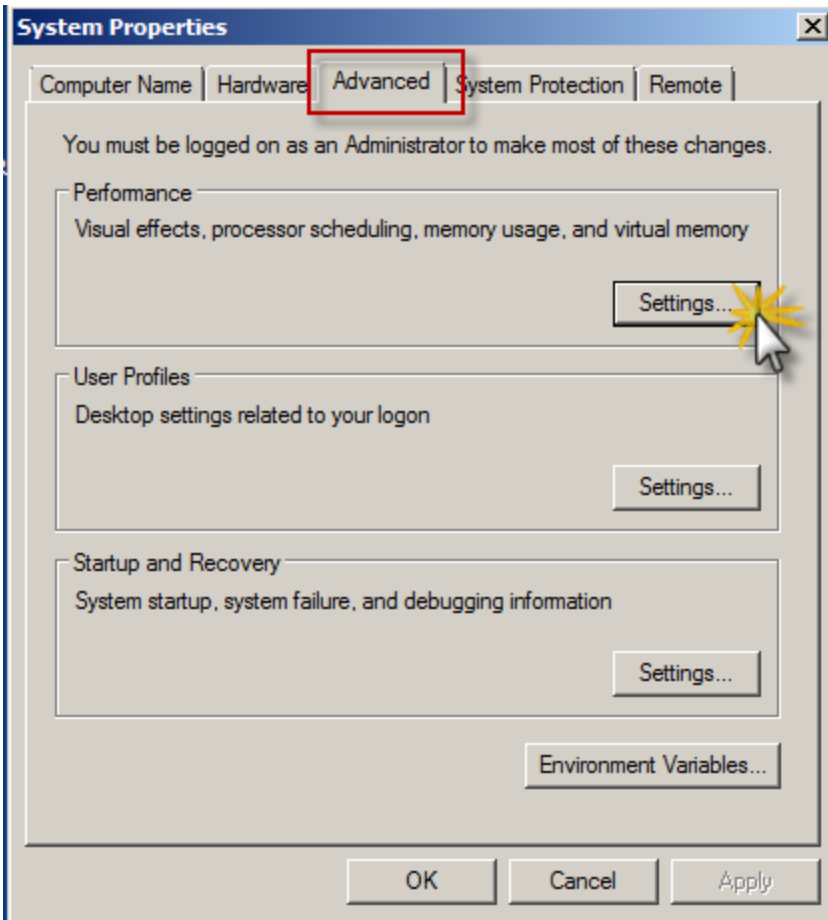 System Properties
Computer Name Hardware Advanced System Protection Remote
You must be logged on as an Administrator to make most of these changes.
Performance
Visual effects, processor scheduling, memory usage, and virtual memory
Settings...
User Profiles
Desktop settings related to your logon
Settings...
Startup and Recovery
System startup, system failure, and debugging information
Settings...
Environment Variables...
OK Cancel Apply